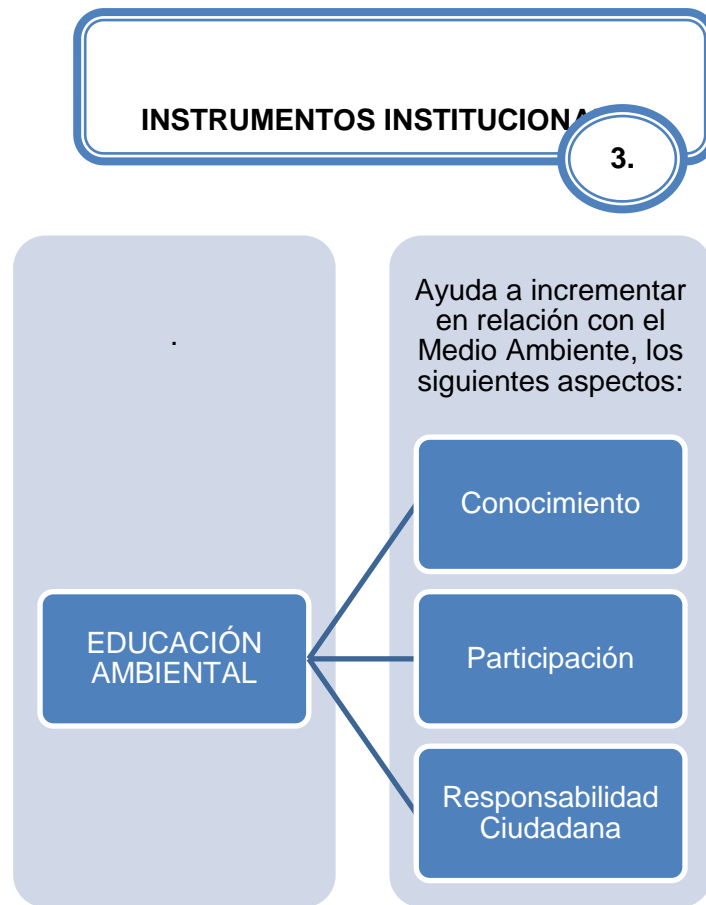 INSTRUMENTOS INSTITUCIONA
3.
.
Ayuda a incrementar
en relación con el
Medio Ambiente, los
siguientes aspectos:
Conocimiento
EDUCACIÓN
AMBIENTAL
Participación
Responsabilidad
Ciudadana